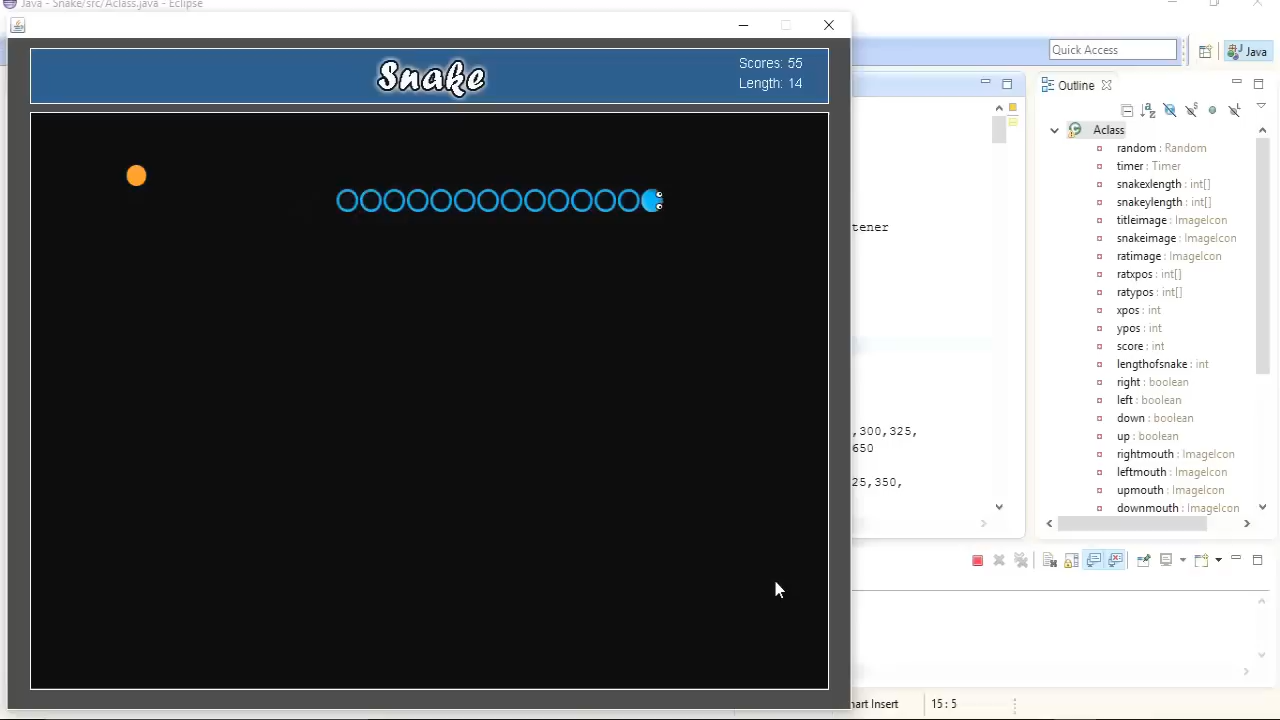 Java - Snake/src/Aclass.java - Eclipse
Snake
Scores: 55
Length: 14
Quick Access
Java
Outline
Aclass
random : Random
timer : Timer
snakexlength : int[]
snakeylength : int[]
titleimage : ImageIcon
snakeimage : ImageIcon
ratimage : ImageIcon
ratxpos : int[]
ratypos : int[]
xpos : int
ypos : int
score : int
lengthofsnake : int
right : boolean
left : boolean
down : boolean
up : boolean
rightmouth : ImageIcon
leftmouth : ImageIcon
upmouth : ImageIcon
downmouth : ImageIcon
tener
,300,325,
650
25,350,
nart Insert
15 : 5